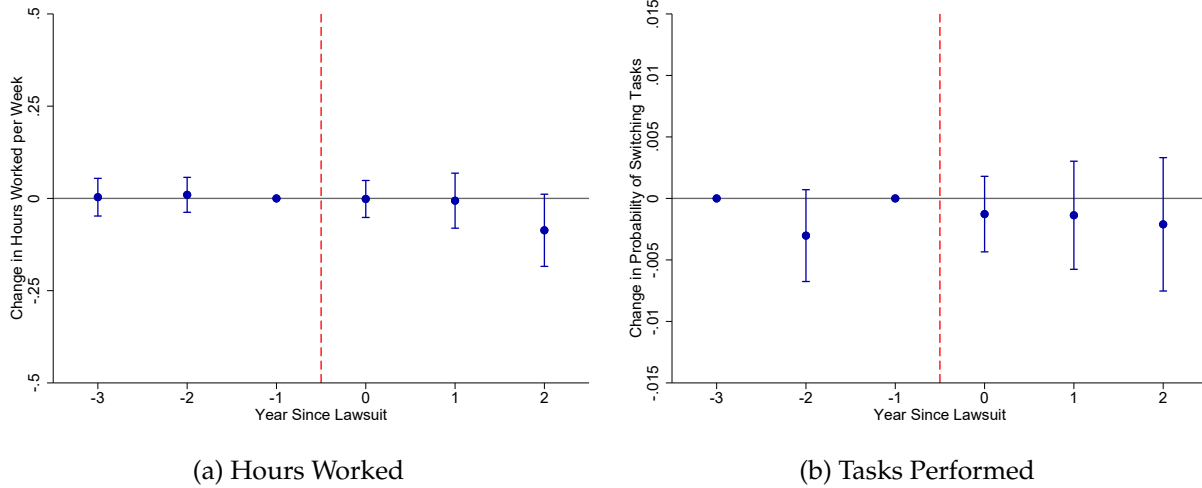 Change in Hours Worked per Week
.5
.25
0
-.25
-.5
-3 -2 -1 0 1 2
Year Since Lawsuit
(a) Hours Worked
Change in Probability of Switching Tasks
.015
.01
.005
0
-.005
-.01
-.015
-3 -2 -1 0 1 2
Year Since Lawsuit
(b) Tasks Performed